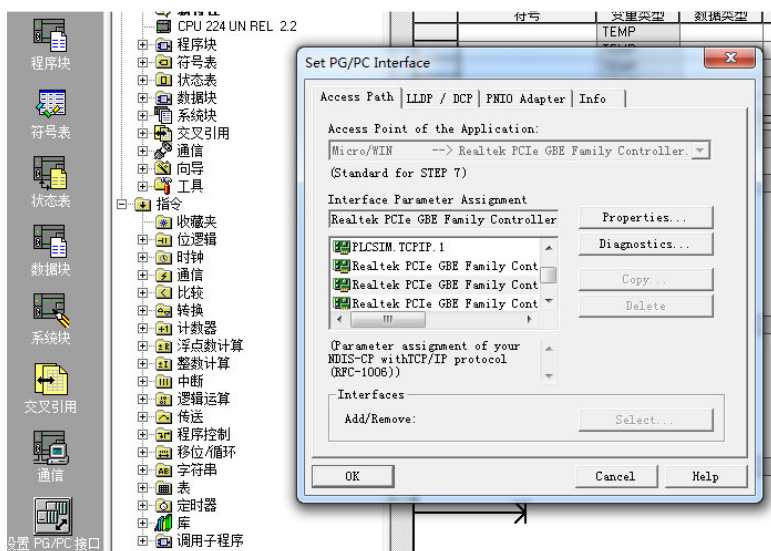 程序块
符号表
状态表
数据块
系统块
交叉引用
通信
设置 PG/PC 接口
CPU 224 UN REL 2.2
程序块
符号表
状态表
数据块
系统块
交叉引用
通信
向导
工具
指令
收藏夹
位逻辑
时钟
通信
比较
转换
计数器
浮点数计算
整数计算
中断
逻辑运算
传送
程序控制
移位/循环
字符串
表
定时器
库
调用子程序
符号 变量类型 数据类型
TEMP
Set PG/PC Interface
Access Path LLDP / DCP PNIO Adapter Info
Access Point of the Application:
Micro/WIN --> Realtek PCIe GBE Family Controller.
(Standard for STEP 7)
Interface Parameter Assignment
Realtek PCIe GBE Family Controller
Properties...
PLCSIM.TCPIP.1
Diagnostics...
Realtek PCIe GBE Family Cont
Realtek PCIe GBE Family Cont
Copy...
Realtek PCIe GBE Family Cont
Delete
(Parameter assignment of your
NDIS-CP withTCP/IP protocol
(RFC-1006))
Interfaces
Add/Remove:
Select...
OK
Cancel
Help